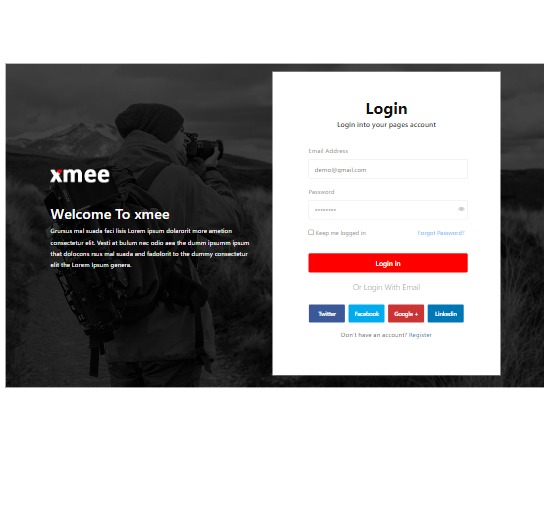 xmee
Welcome To xmee
Grursus mal suada faci lisis Lorem ipsum dolarorit more ametion
consectetur elit. Vesti at bulum nec odio aea the dumm ipsumm ipsum
that dolocons rsus mal suada and fadolorit to the dummy consectetur
elit the Lorem Ipsum genera.
Login
Login into your pages account
Email Address
demo@gmail.com
Password
Keep me logged in
Forgot Password?
Login in
Or Login With Email
Twitter
Facebook
Google +
Linkedin
Don't have an account? Register